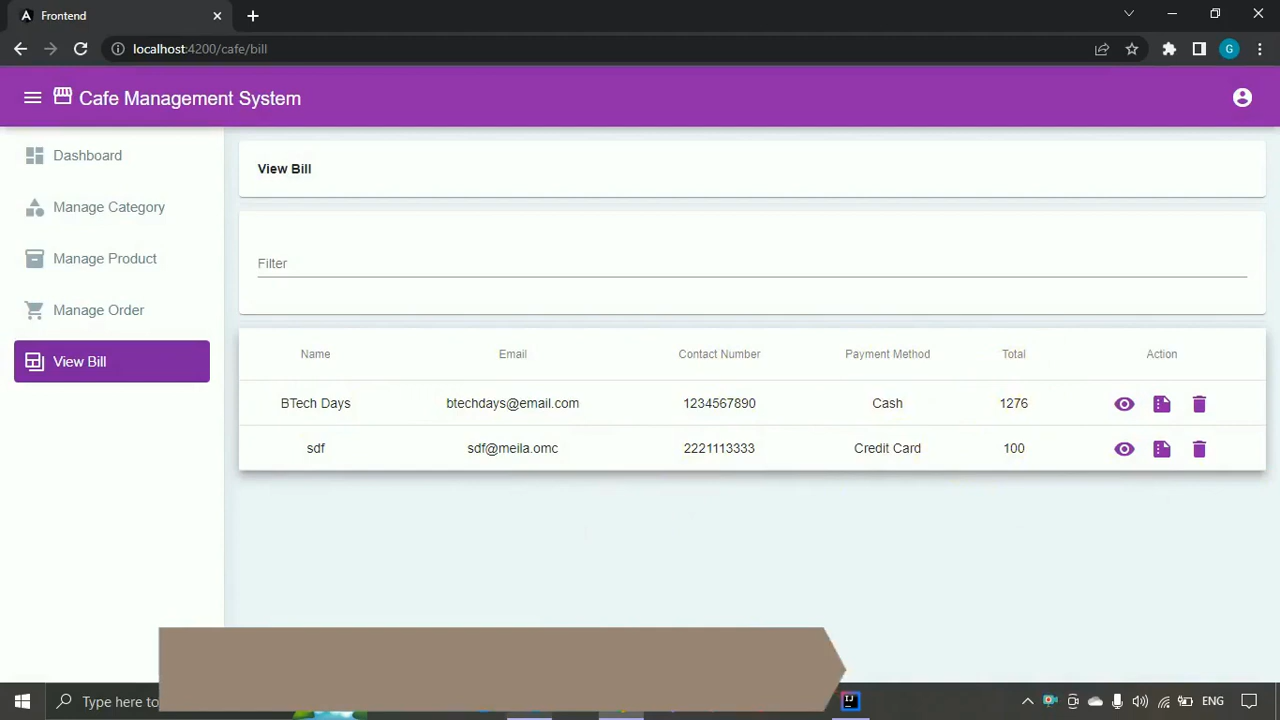 Frontend
localhost:4200/cafe/bill
G
Cafe Management System
Dashboard
Manage Category
Manage Product
Manage Order
View Bill
View Bill
Filter
Name Email Contact Number Payment Method Total Action
BTech Days btechdays@email.com 1234567890 Cash 1276
sdf sdf@meila.omc 2221113333 Credit Card 100
Type here to
ENG